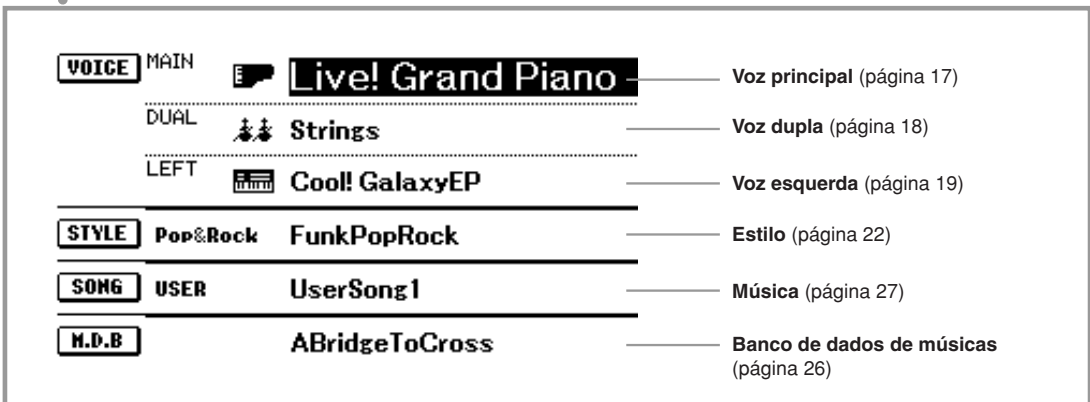 VOICE MAIN Live! Grand Piano Voz principal (página 17)
DUAL Strings Voz dupla (página 18)
LEFT Cool! GalaxyEP Voz esquerda (página 19)
STYLE Pop&Rock FunkPopRock Estilo (página 22)
SONG USER UserSong1 Música (página 27)
M.D.B ABridgeToCross Banco de dados de músicas
(página 26)